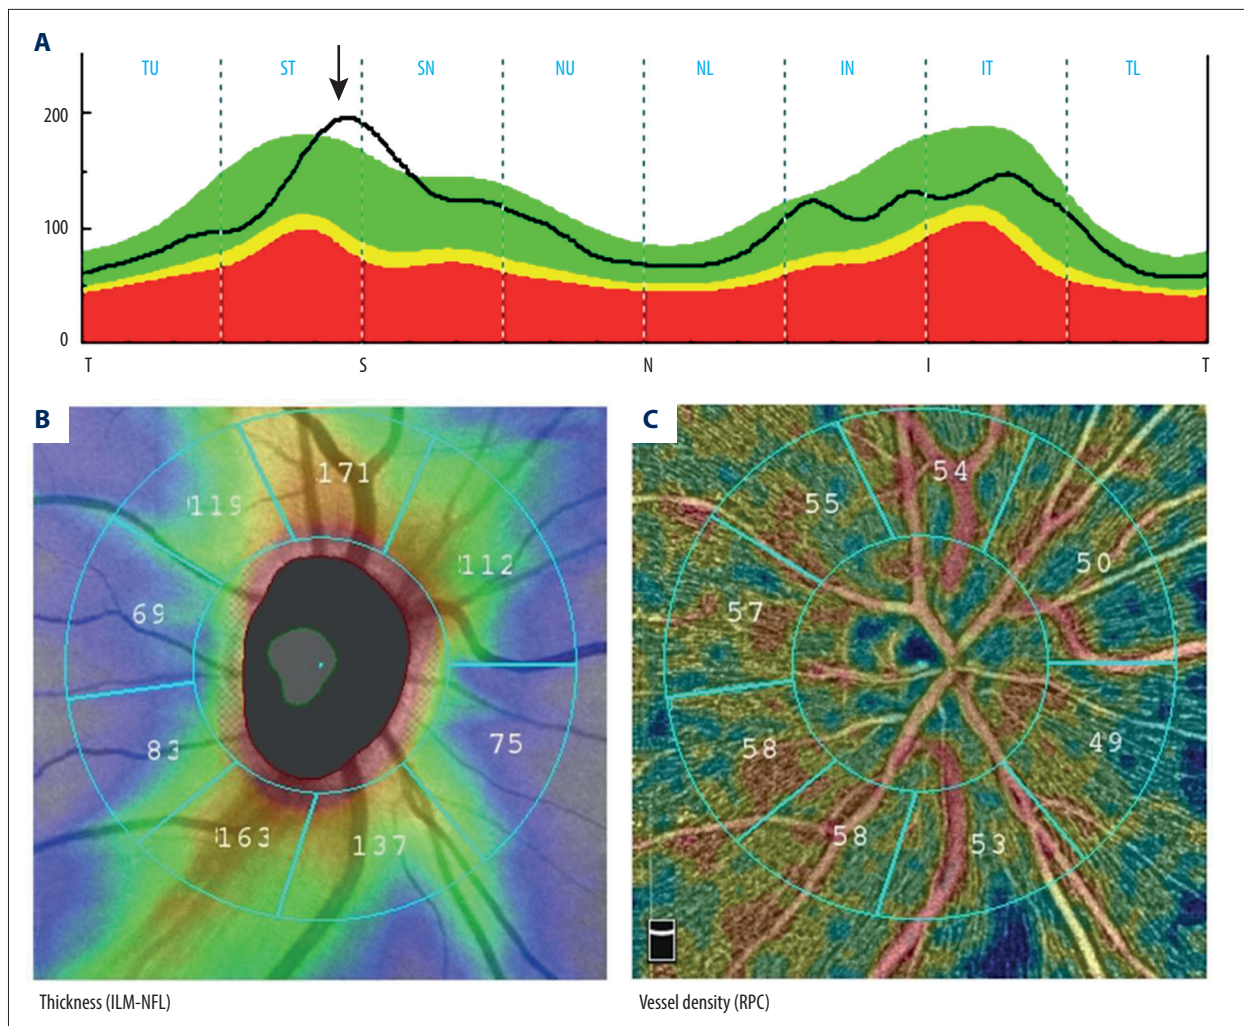 A
TU ST SN NU NL IN IT TL
200
100
0
T S N I T
B
171
119
112
69
75
83
163
137
Thickness (ILM-NFL)
C
54
55
50
57
58
49
58
53
Vessel density (RPC)